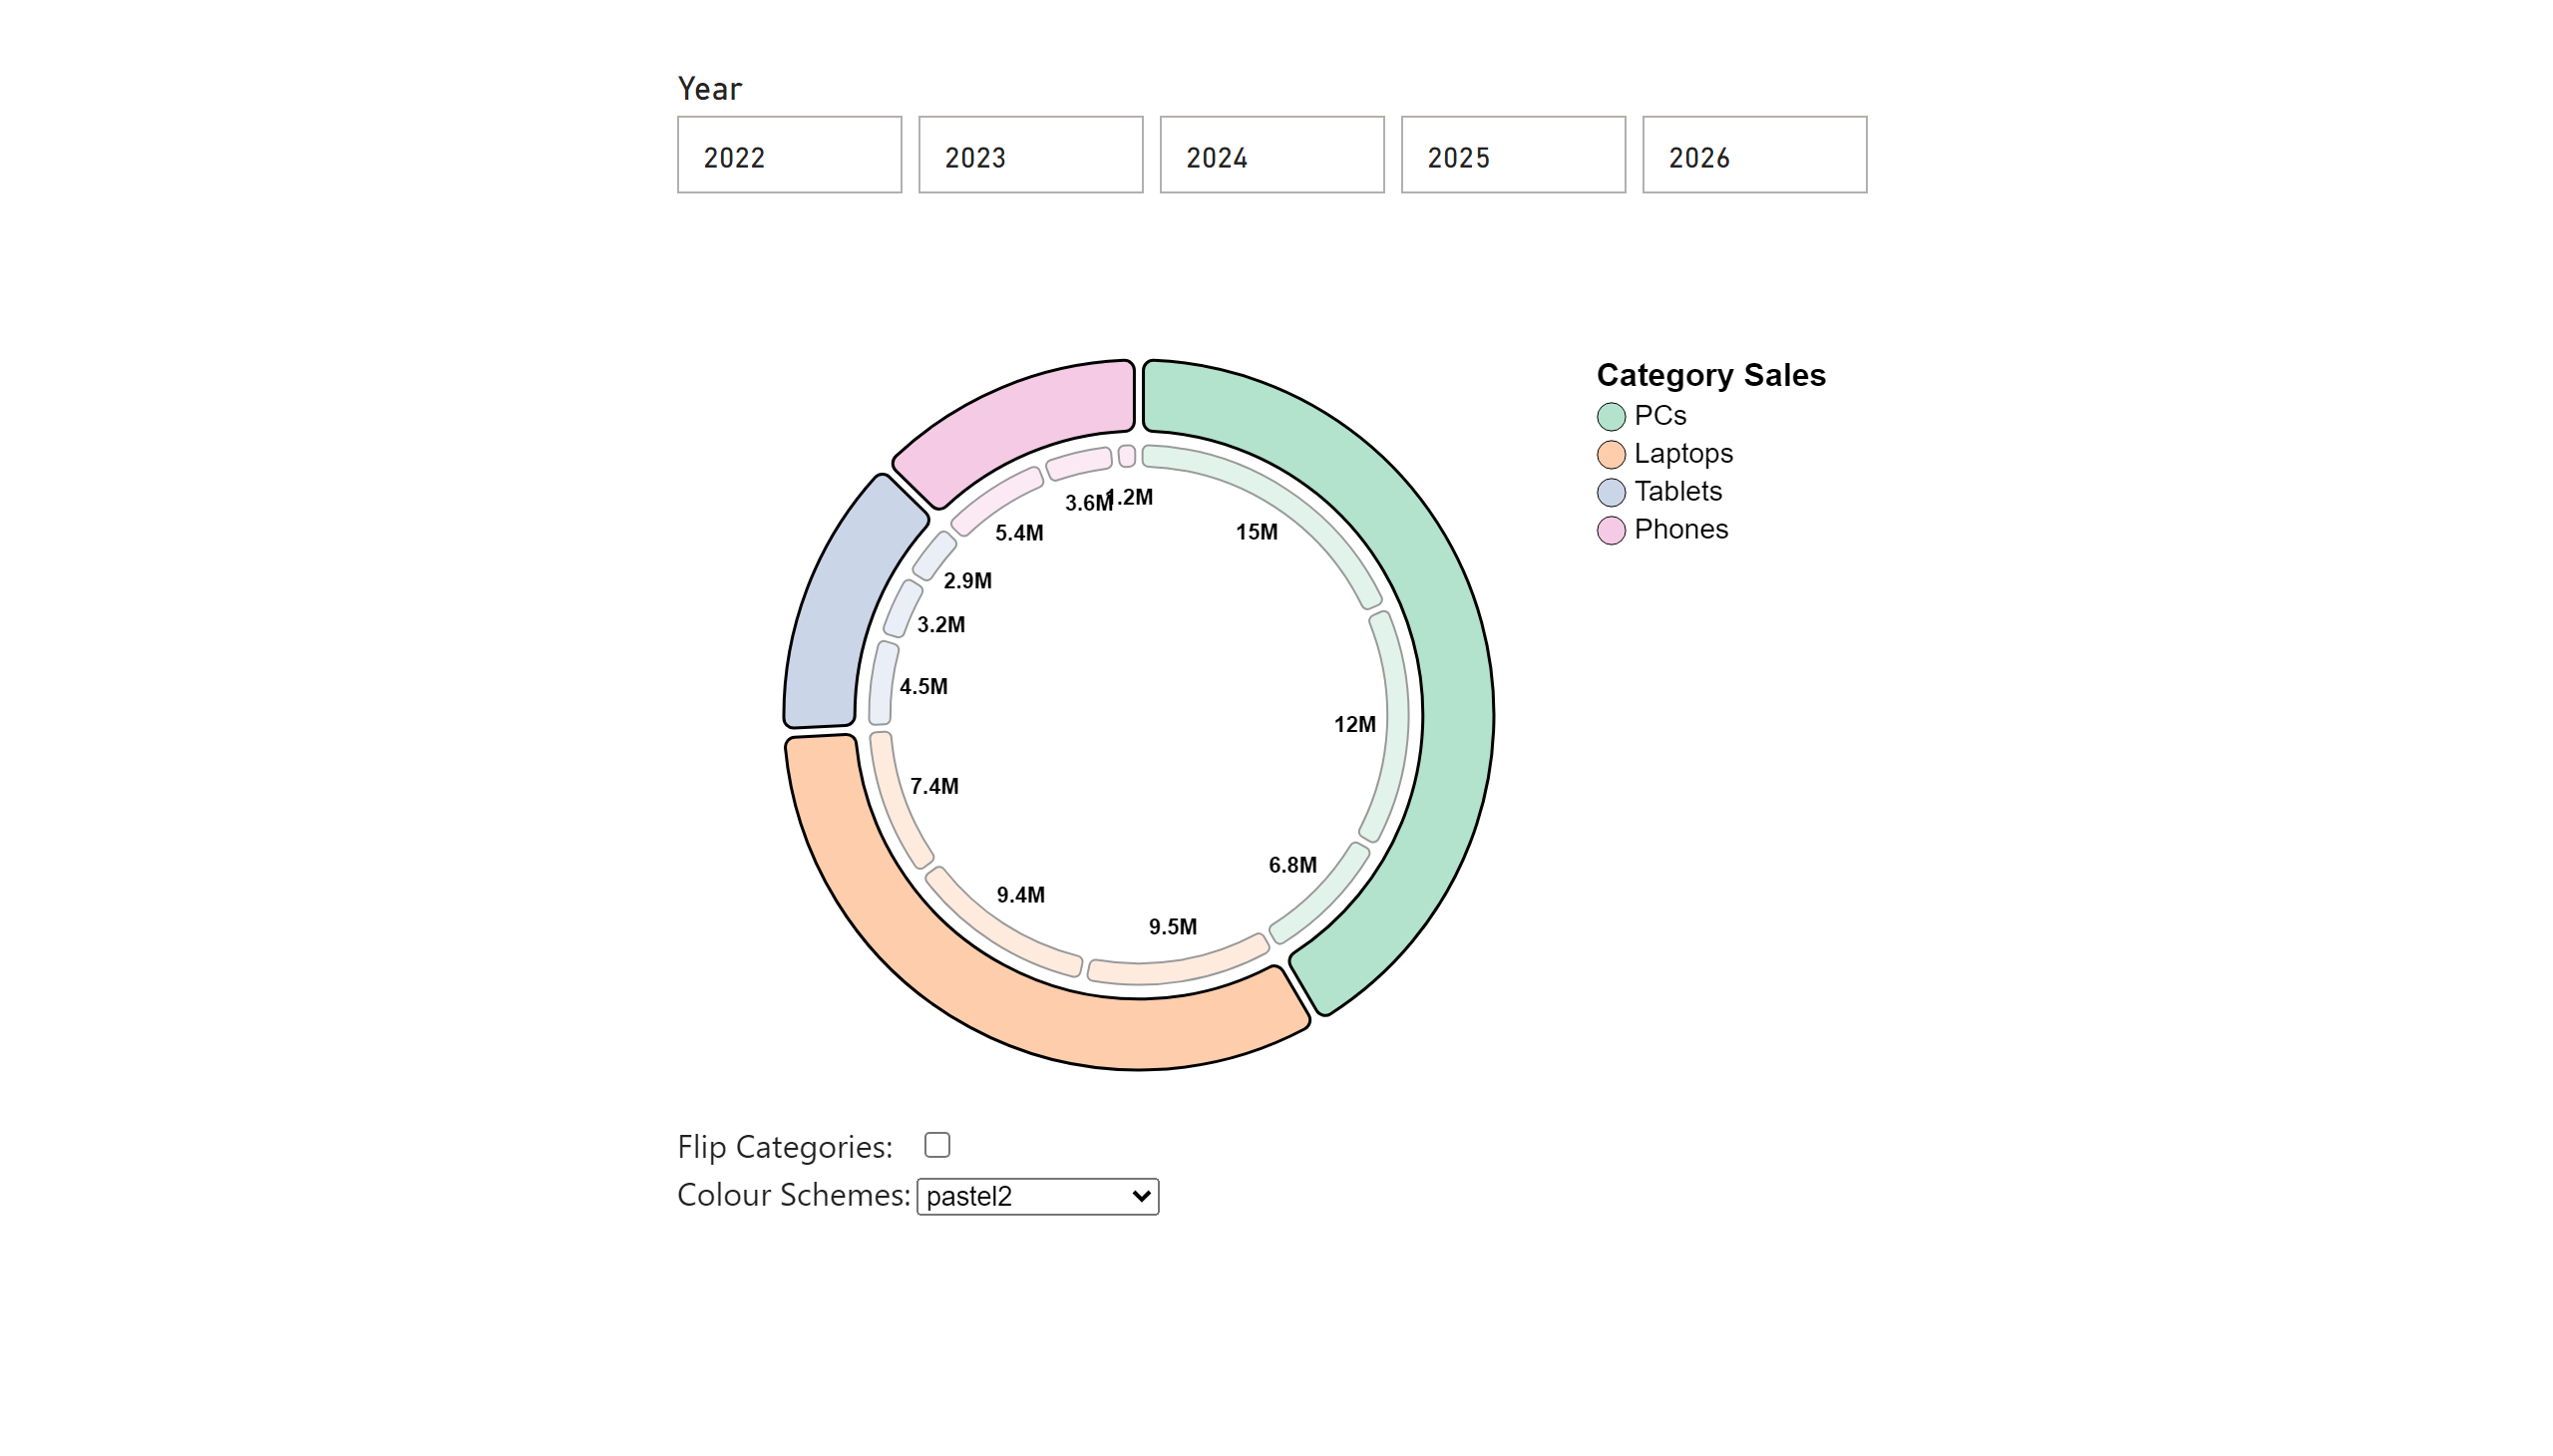 Year
2022 2023 2024 2025 2026
Category Sales
PCs
Laptops
Tablets
Phones
15M
12M
6.8M
9.5M
9.4M
7.4M
4.5M
3.2M
2.9M
5.4M
3.6M
1.2M
Flip Categories:
Colour Schemes: pastel2